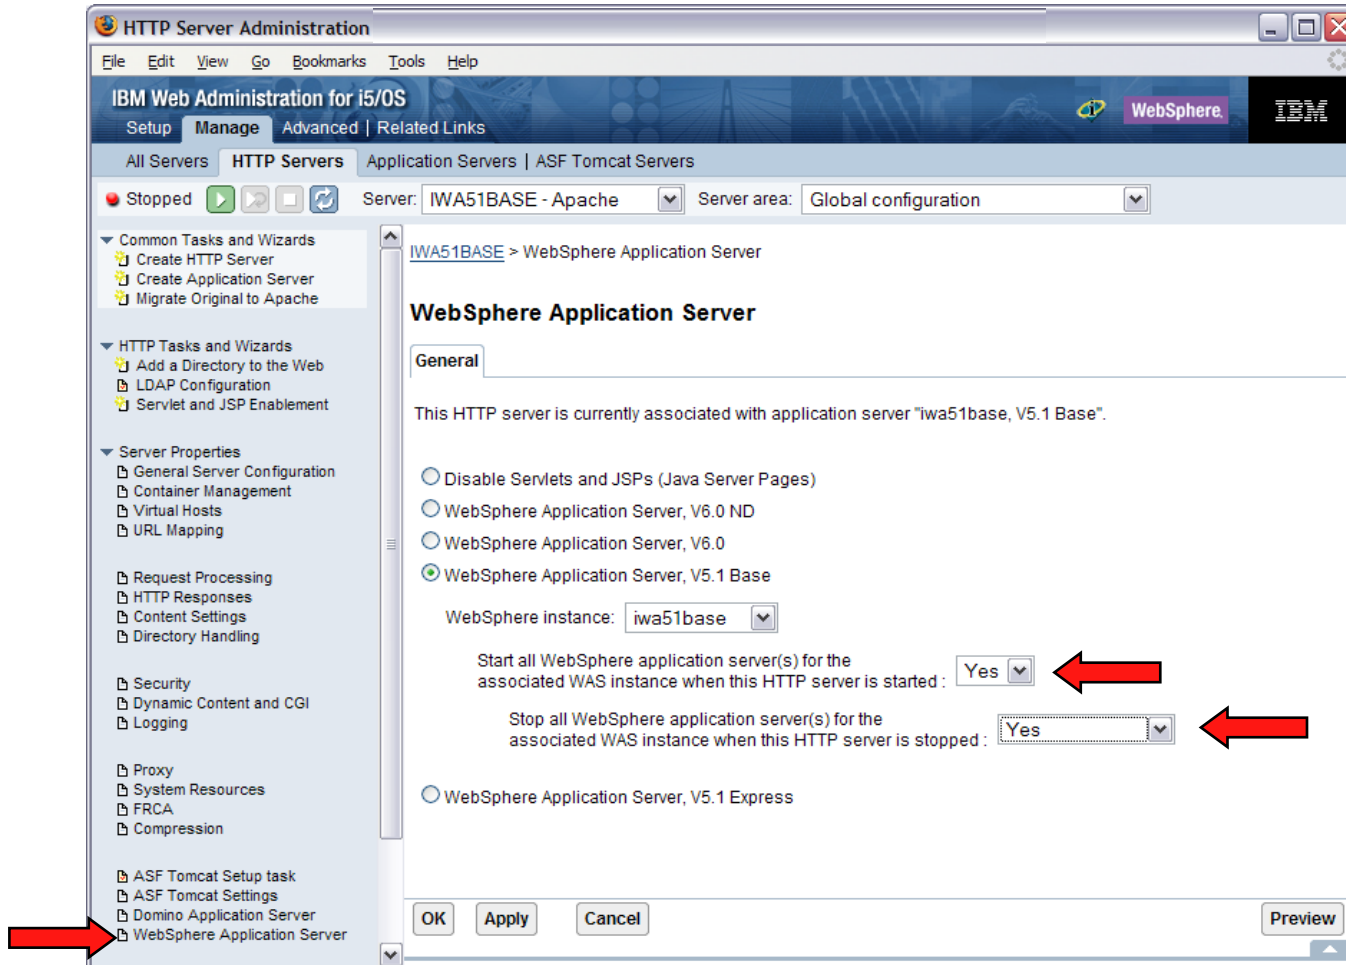 HTTP Server Administration
File Edit View Go Bookmarks Tools Help
IBM Web Administration for i5/OS
WebSphere.
IBM
Setup Manage Advanced | Related Links
All Servers HTTP Servers Application Servers | ASF Tomcat Servers
Stopped Server: IWA51BASE - Apache Server area: Global configuration
Common Tasks and Wizards
Create HTTP Server
Create Application Server
Migrate Original to Apache
HTTP Tasks and Wizards
Add a Directory to the Web
LDAP Configuration
Servlet and JSP Enablement
Server Properties
General Server Configuration
Container Management
Virtual Hosts
URL Mapping
Request Processing
HTTP Responses
Content Settings
Directory Handling
Security
Dynamic Content and CGI
Logging
Proxy
System Resources
FRCA
Compression
ASF Tomcat Setup task
ASF Tomcat Settings
Domino Application Server
WebSphere Application Server
IWA51BASE > WebSphere Application Server
WebSphere Application Server
General
This HTTP server is currently associated with application server "iwa51base, V5.1 Base".
Disable Servlets and JSPs (Java Server Pages)
WebSphere Application Server, V6.0 ND
WebSphere Application Server, V6.0
WebSphere Application Server, V5.1 Base
WebSphere instance: iwa51base
Start all WebSphere application server(s) for the
associated WAS instance when this HTTP server is started : Yes
Stop all WebSphere application server(s) for the
associated WAS instance when this HTTP server is stopped : Yes
WebSphere Application Server, V5.1 Express
OK Apply Cancel Preview